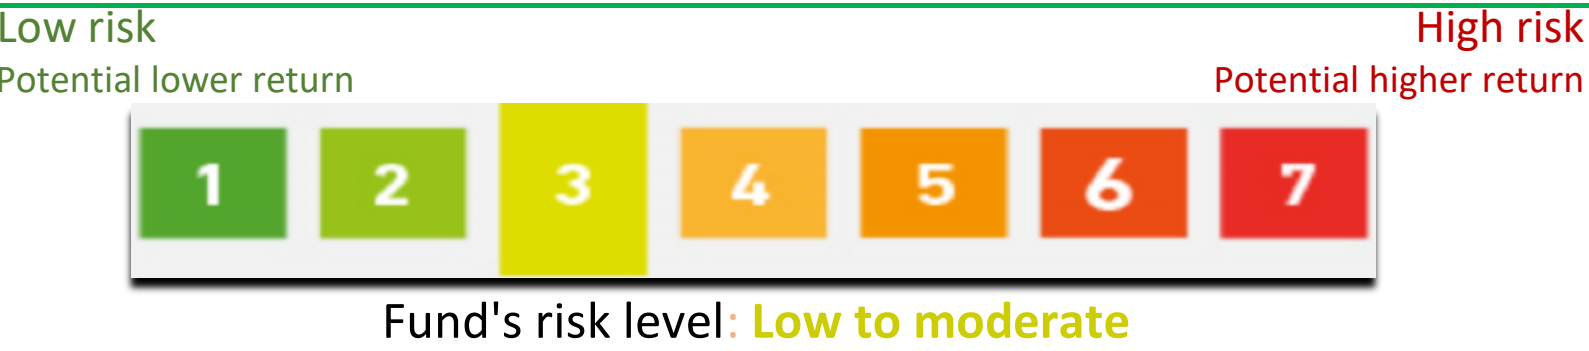 Low risk
High risk
Potential lower return
Potential higher return
1 2 3 4 5 6 7
Fund's risk level: Low to moderate